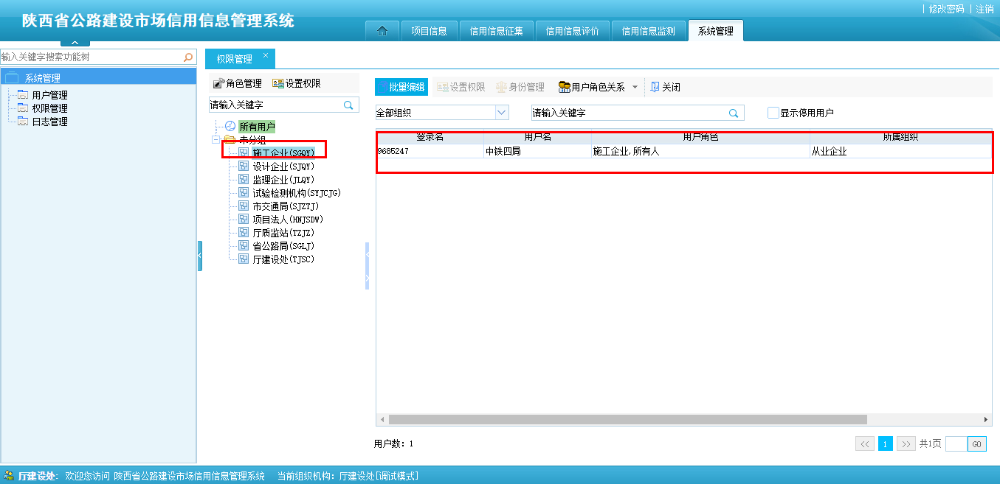 修改密码 注销
陕西省公路建设市场信用信息管理系统
项目信息 信用信息征集 信用信息评价 信用信息监测 系统管理
输入关键字搜索功能树
系统管理
用户管理
权限管理
日志管理
权限管理
角色管理 设置权限
请输入关键字
所有用户
未分组
施工企业(SGQY)
设计企业(SJQY)
监理企业(JLQY)
试验检测机构(SYJCJG)
市交通局(SJZTJ)
项目法人(HNJSDW)
厅质监站(TZJZ)
省公路局(SGLJ)
厅建设处(TJSC)
批量编辑 设置权限 身份管理 用户角色关系 关闭
全部组织 请输入关键字 显示停用用户
登录名 用户名 用户角色 所属组织
9685247 中铁四局 施工企业,所有人 从业企业
用户数: 1
<< 1 >> 共1页 GO
厅建设处: 欢迎您访问 陕西省公路建设市场信用信息管理系统 当前组织机构: 厅建设处[调试模式]